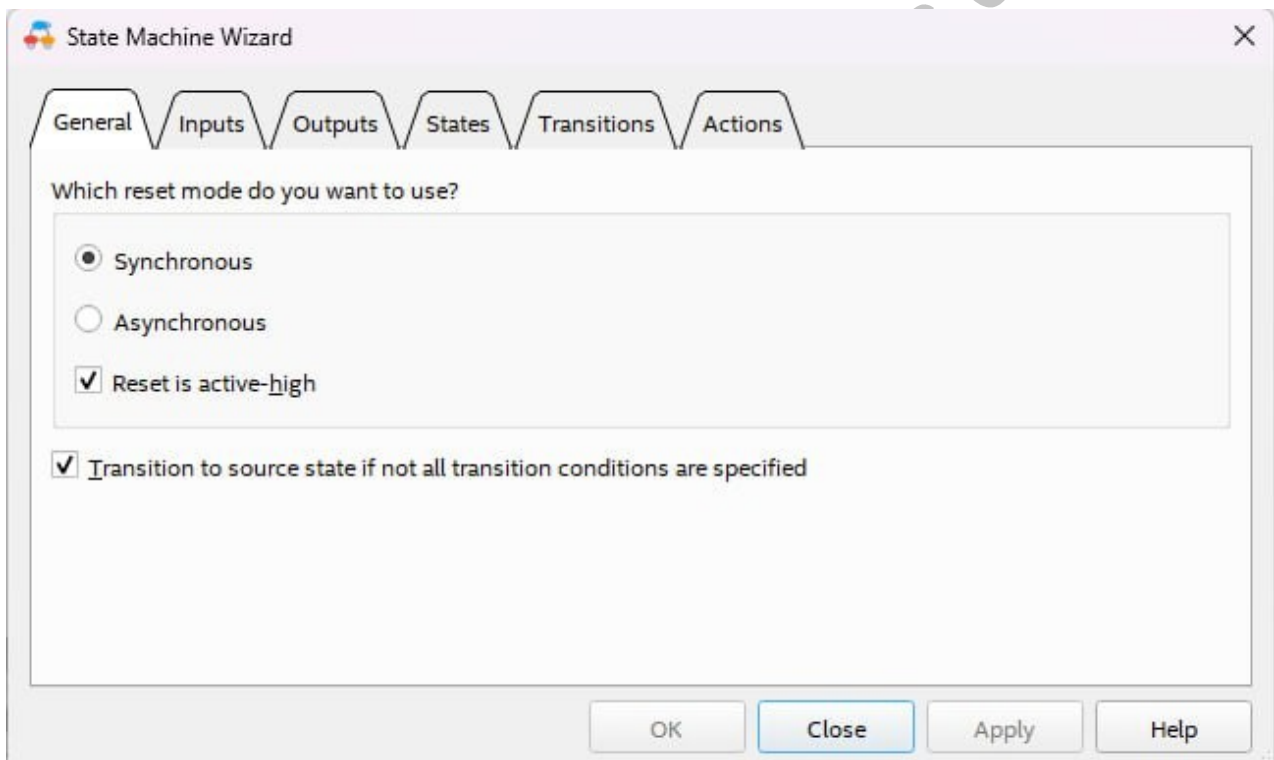 State Machine Wizard
General Inputs Outputs States Transitions Actions
Which reset mode do you want to use?
Synchronous
Asynchronous
Reset is active-high
Transition to source state if not all transition conditions are specified
OK Close Apply Help